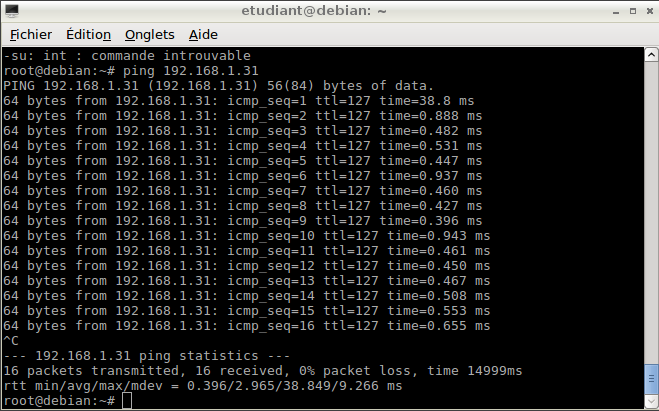 etudiant@debian: ~
Fichier Édition Onglets Aide
-su: int : commande introuvable
root@debian:~# ping 192.168.1.31
PING 192.168.1.31 (192.168.1.31) 56(84) bytes of data.
64 bytes from 192.168.1.31: icmp_seq=1 ttl=127 time=38.8 ms
64 bytes from 192.168.1.31: icmp_seq=2 ttl=127 time=0.888 ms
64 bytes from 192.168.1.31: icmp_seq=3 ttl=127 time=0.482 ms
64 bytes from 192.168.1.31: icmp_seq=4 ttl=127 time=0.531 ms
64 bytes from 192.168.1.31: icmp_seq=5 ttl=127 time=0.447 ms
64 bytes from 192.168.1.31: icmp_seq=6 ttl=127 time=0.937 ms
64 bytes from 192.168.1.31: icmp_seq=7 ttl=127 time=0.460 ms
64 bytes from 192.168.1.31: icmp_seq=8 ttl=127 time=0.427 ms
64 bytes from 192.168.1.31: icmp_seq=9 ttl=127 time=0.396 ms
64 bytes from 192.168.1.31: icmp_seq=10 ttl=127 time=0.943 ms
64 bytes from 192.168.1.31: icmp_seq=11 ttl=127 time=0.461 ms
64 bytes from 192.168.1.31: icmp_seq=12 ttl=127 time=0.450 ms
64 bytes from 192.168.1.31: icmp_seq=13 ttl=127 time=0.467 ms
64 bytes from 192.168.1.31: icmp_seq=14 ttl=127 time=0.508 ms
64 bytes from 192.168.1.31: icmp_seq=15 ttl=127 time=0.553 ms
64 bytes from 192.168.1.31: icmp_seq=16 ttl=127 time=0.655 ms
^C
--- 192.168.1.31 ping statistics ---
16 packets transmitted, 16 received, 0% packet loss, time 14999ms
rtt min/avg/max/mdev = 0.396/2.965/38.849/9.266 ms
root@debian:~#